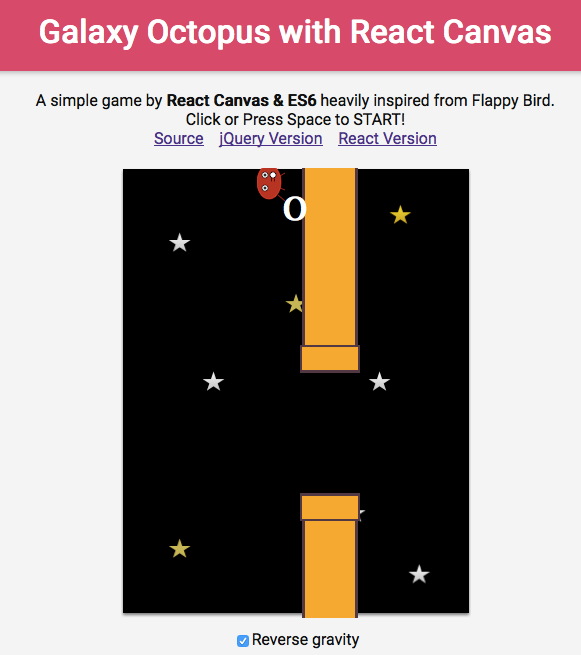 Galaxy Octopus with React Canvas
A simple game by React Canvas & ES6 heavily inspired from Flappy Bird.
Click or Press Space to START!
Source jQuery Version React Version
0
Reverse gravity